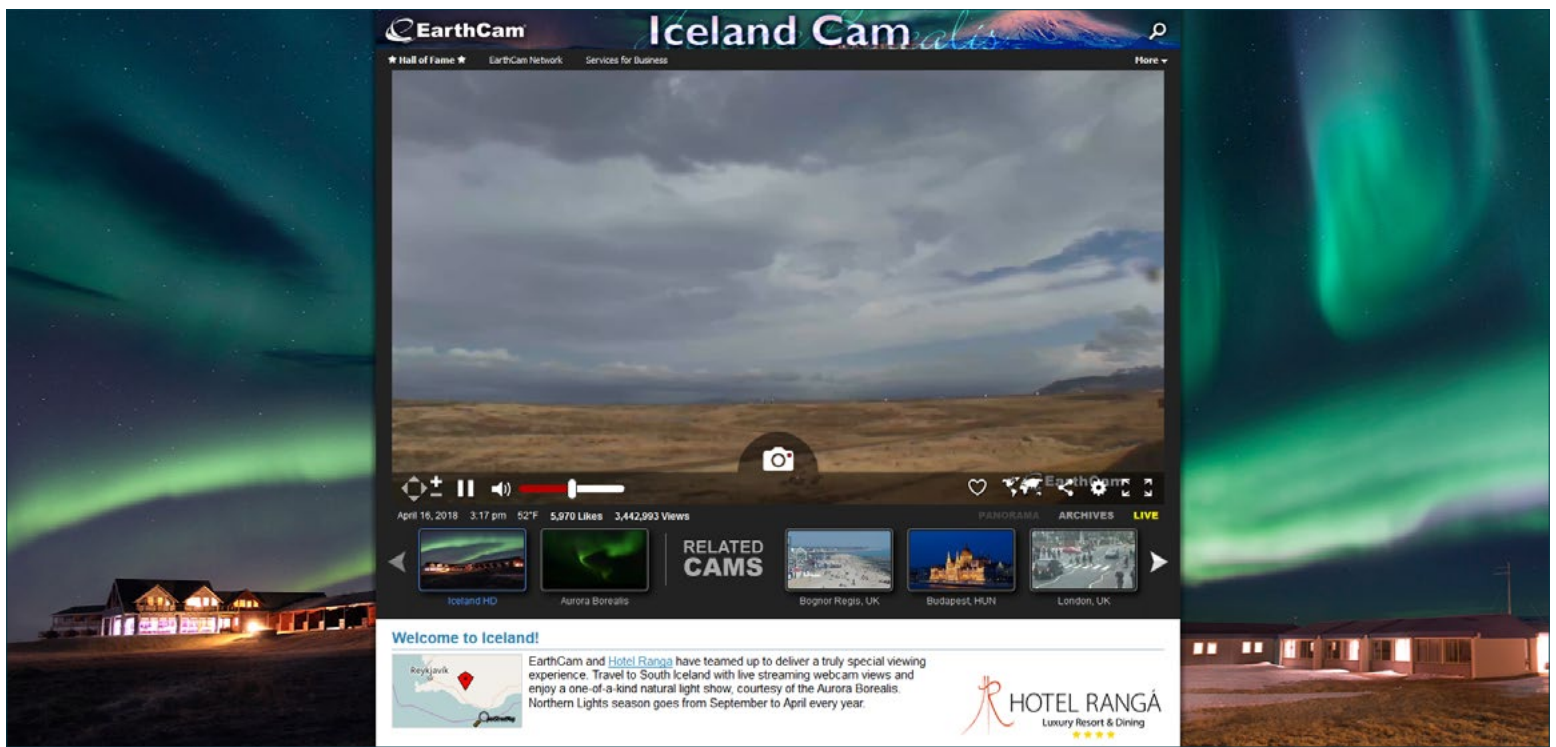 EarthCam
Iceland Cam
★ Hall of Fame ★ EarthCam Network Services for Business More
EarthCam
April 16, 2018 3:17 pm 52°F 5,970 Likes 3,442,993 Views PANORAMA ARCHIVES LIVE
RELATED
CAMS
Iceland HD Aurora Borealis Bognor Regis, UK Budapest, HUN London, UK
Welcome to Iceland!
Reykjavík
EarthCam and Hotel Ranga have teamed up to deliver a truly special viewing
experience. Travel to South Iceland with live streaming webcam views and
enjoy a one-of-a-kind natural light show, courtesy of the Aurora Borealis.
Northern Lights season goes from September to April every year.
HOTEL RANGÁ
Luxury Resort & Dining